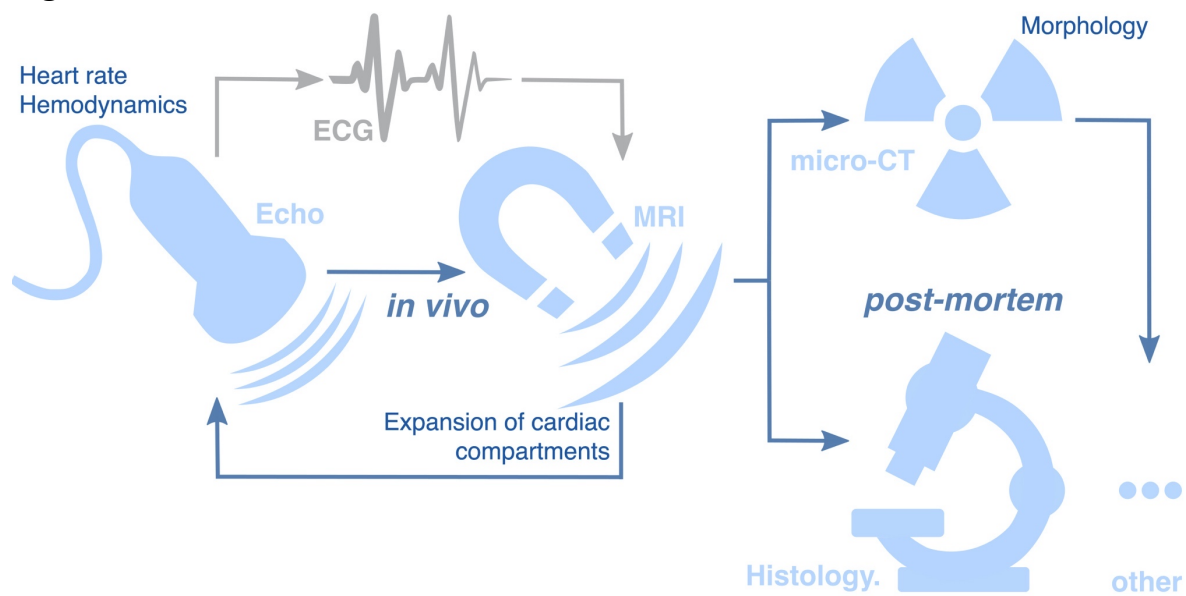 Heart rate
Hemodynamics
ECG
Echo
in vivo
MRI
Expansion of cardiac
compartments
Morphology
micro-CT
post-mortem
Histology.
other